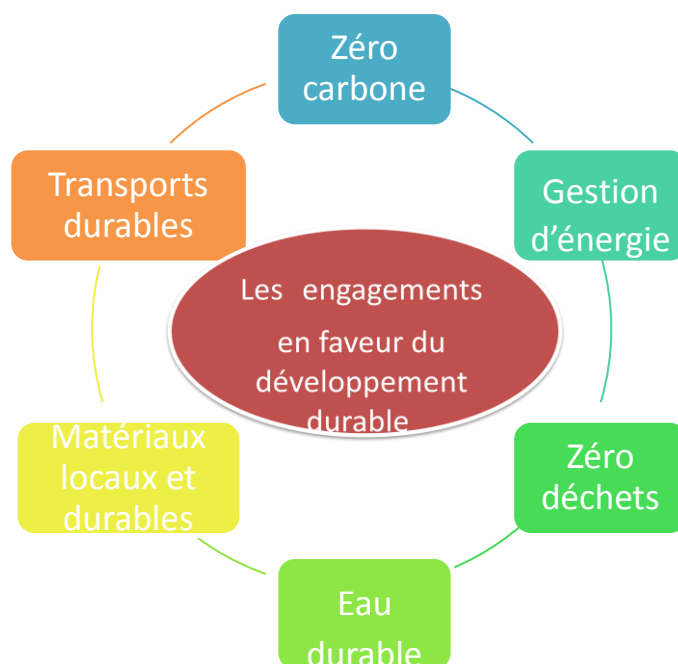 Zéro
carbone
Gestion
d’énergie
Zéro
déchets
Eau
durable
Matériaux
locaux et
durables
Transports
durables
Les engagements
en faveur du
développement
durable